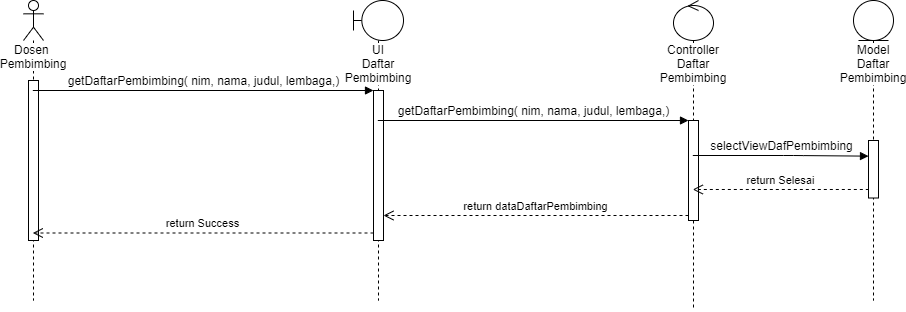 Dosen
Pembimbing
UI
Daftar
Pembimbing
Controller
Daftar
Pembimbing
Model
Daftar
Pembimbing
getDaftarPembimbing( nim, nama, judul, lembaga,)
getDaftarPembimbing( nim, nama, judul, lembaga,)
selectViewDafPembimbing
return Selesai
return dataDaftarPembimbing
return Success